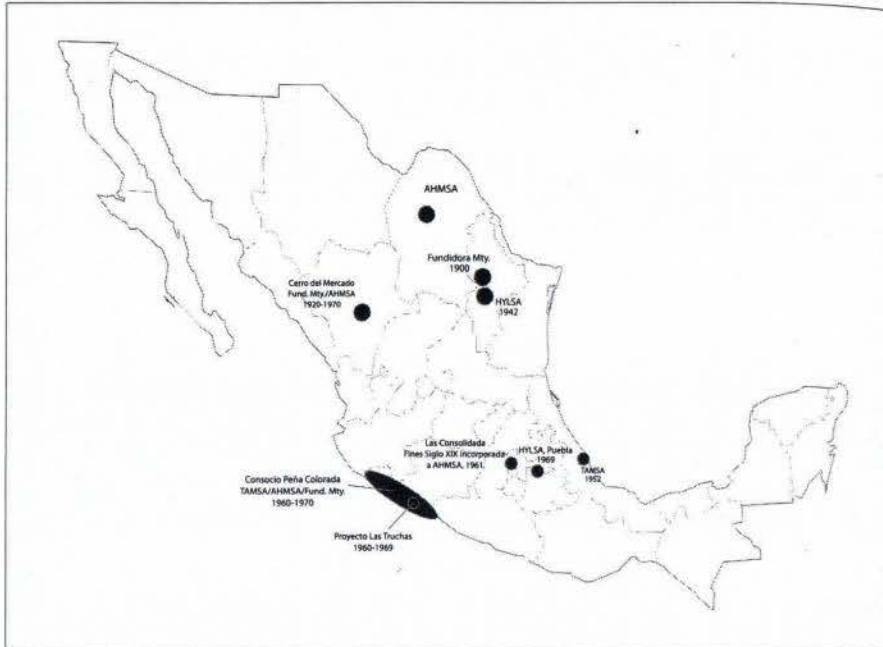 AHMSA
Fundidora Mty.
1900
HYLSA
1942
Cerro del Mercado
Fund. Mty./AHMSA
1920-1970
Las Consolidada
Fines Siglo XIX incorporada
a AHMSA, 1961.
HYLSA, Puebla
1969
TAMSA
1952
Consocio Peña Colorada
TAMSA/AHMSA/Fund. Mty.
1960-1970
Proyecto Las Truchas
1960-1969